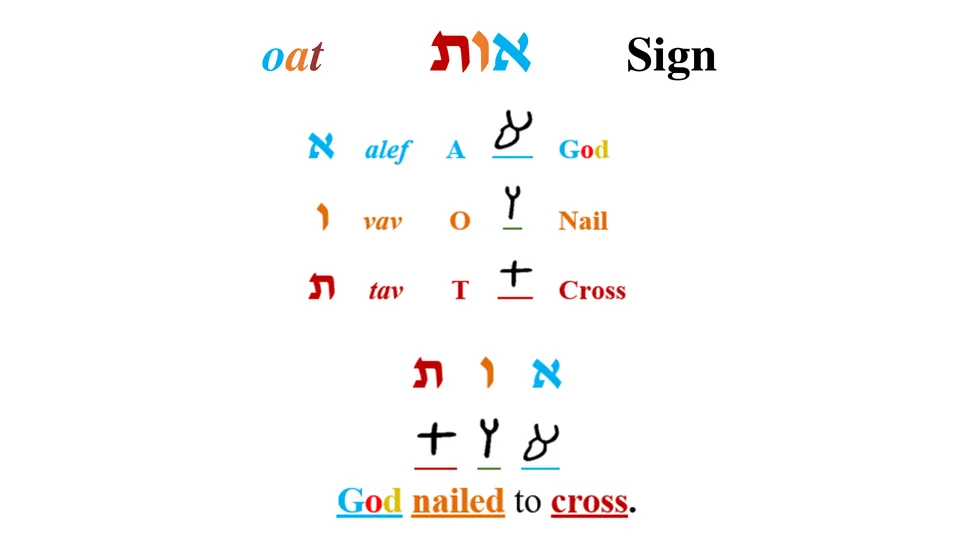 oat אות Sign
א alef A God
ו vav O Nail
ת tav T Cross
א ו ת
God nailed to cross.